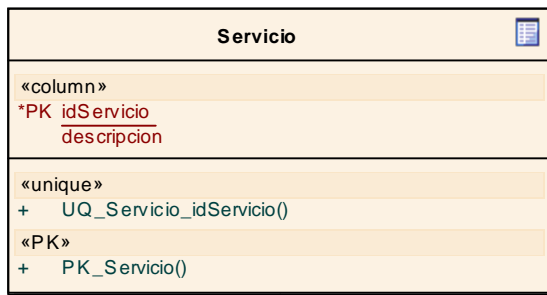 Servicio
«column»
*PK idServicio
descripcion
«unique»
+ UQ_Servicio_idServicio()
«PK»
+ PK_Servicio()